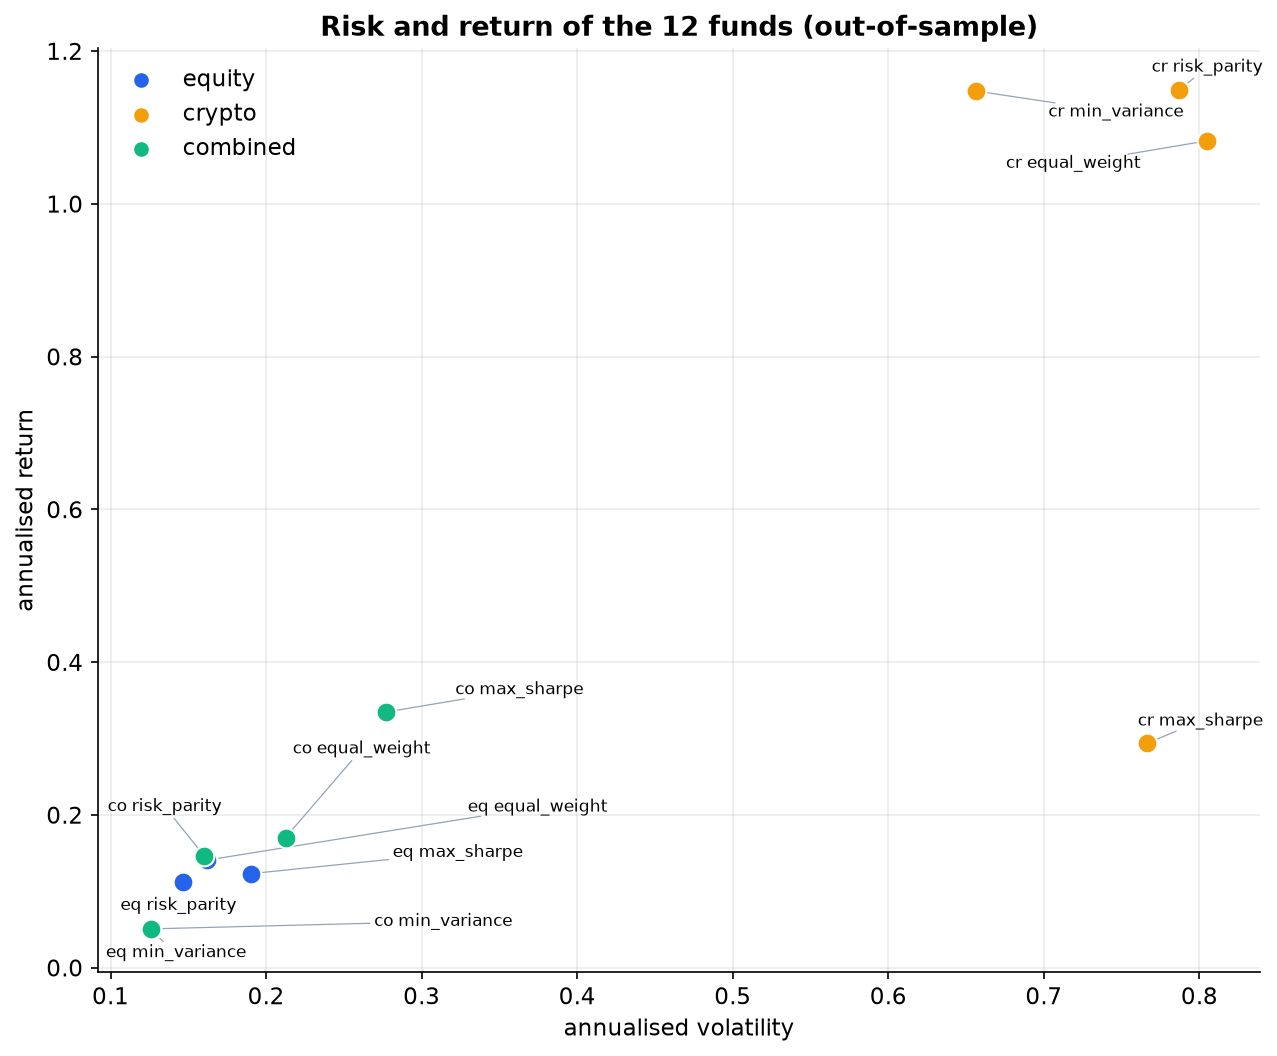 Risk and return of the 12 funds (out-of-sample)
equity
crypto
combined
cr risk_parity
cr min_variance
cr equal_weight
co max_sharpe
cr max_sharpe
co equal_weight
co risk_parity
eq equal_weight
eq max_sharpe
eq risk_parity
co min_variance
eq min_variance
1.2
1.0
0.8
0.6
0.4
0.2
0.0
annualised return
0.1 0.2 0.3 0.4 0.5 0.6 0.7 0.8
annualised volatility